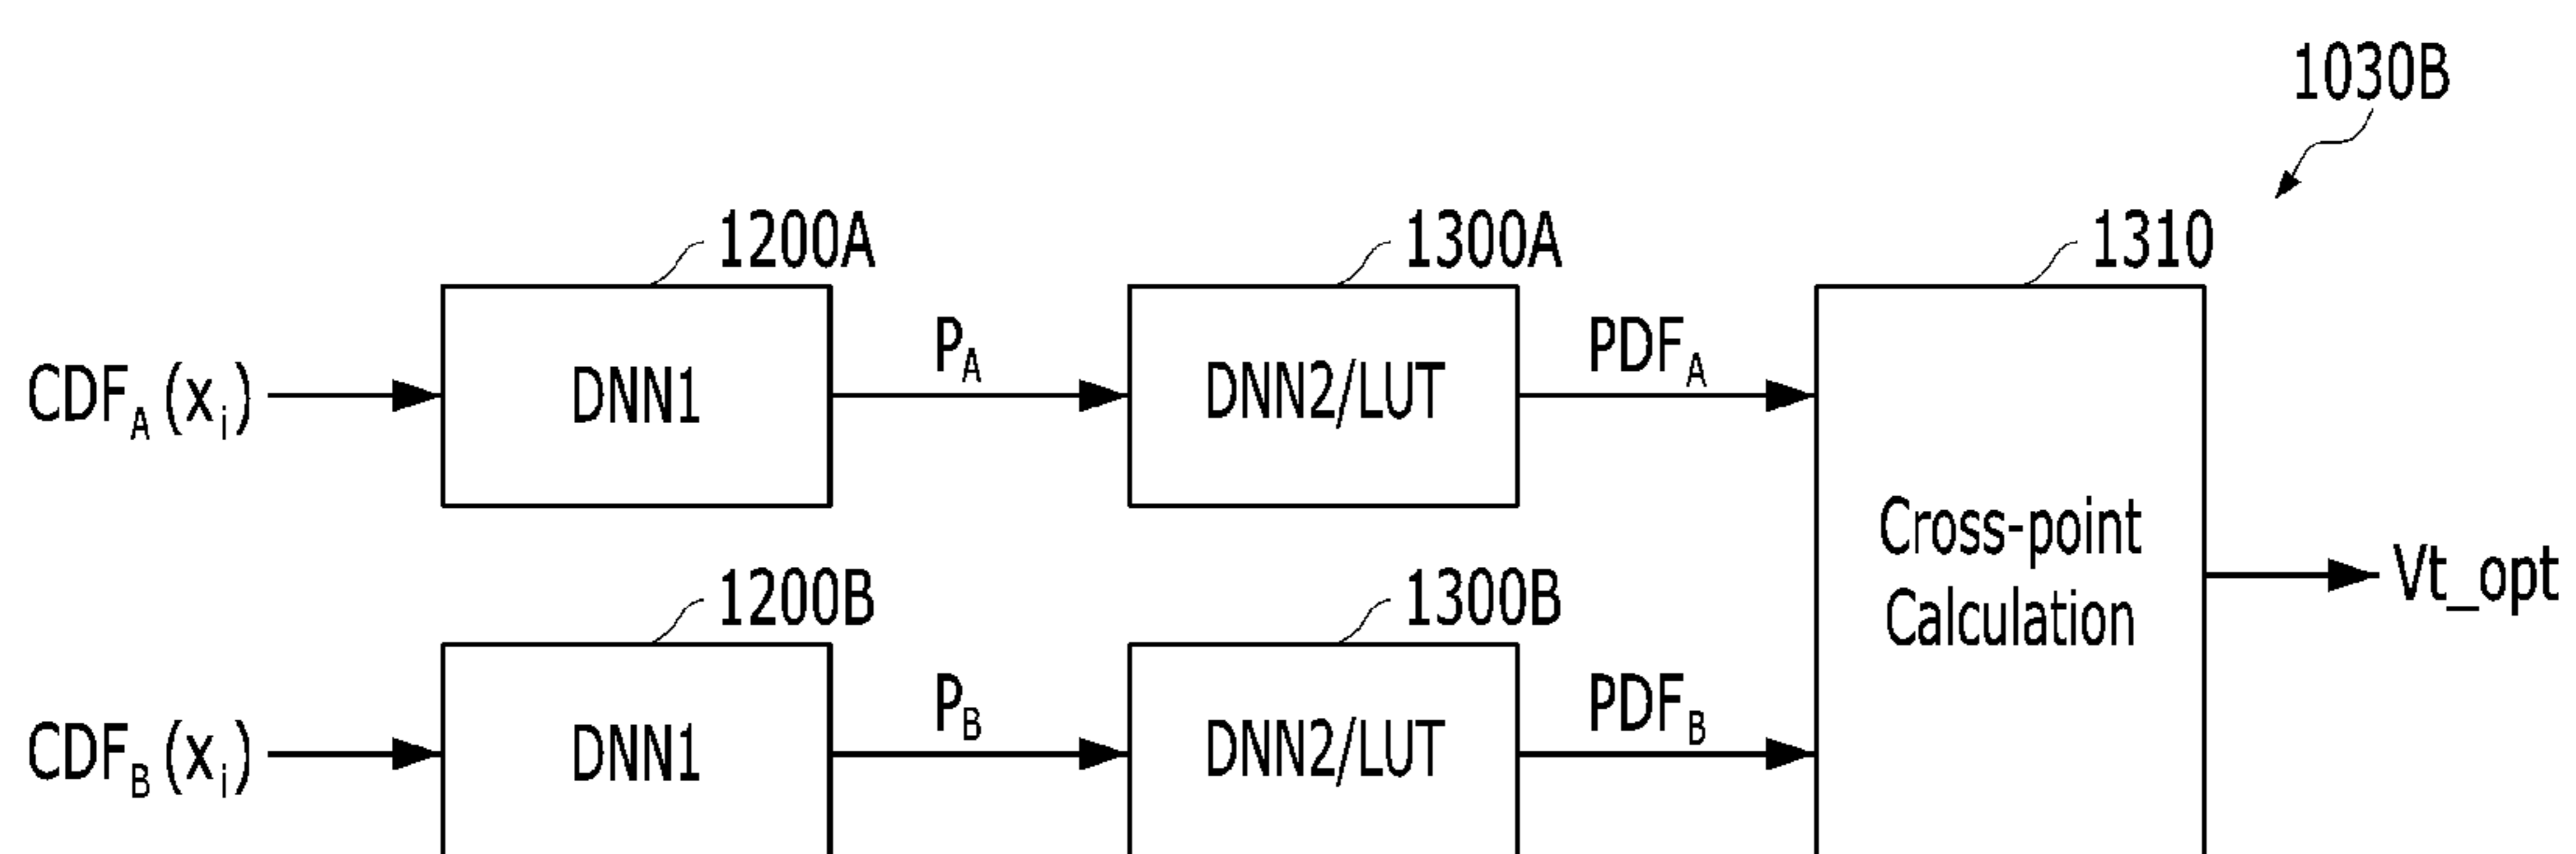 1030B
1200A
1300A
1310
CDF_A (x_i)
DNN1
P_A
DNN2/LUT
PDF_A
Cross-point
Calculation
Vt_opt
1200B
1300B
CDF_B (x_i)
DNN1
P_B
DNN2/LUT
PDF_B